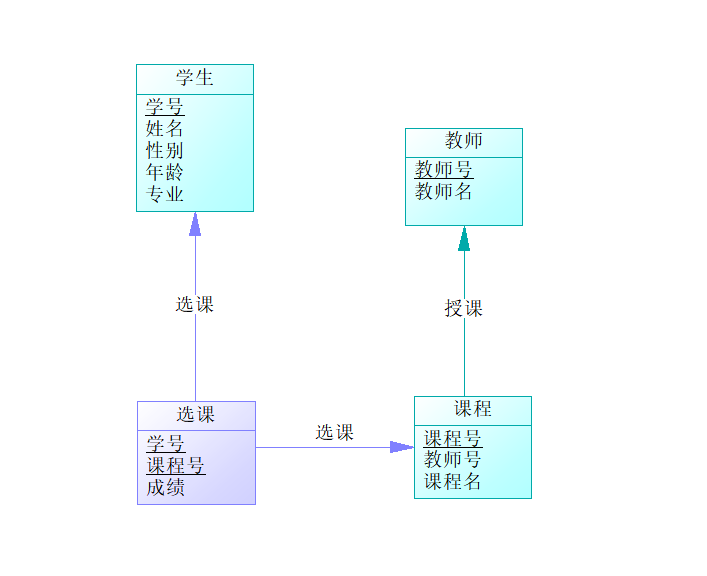 学生
学号
姓名
性别
年龄
专业
教师
教师号
教师名
选课
授课
选课
学号
课程号
成绩
选课
课程
课程号
教师号
课程名